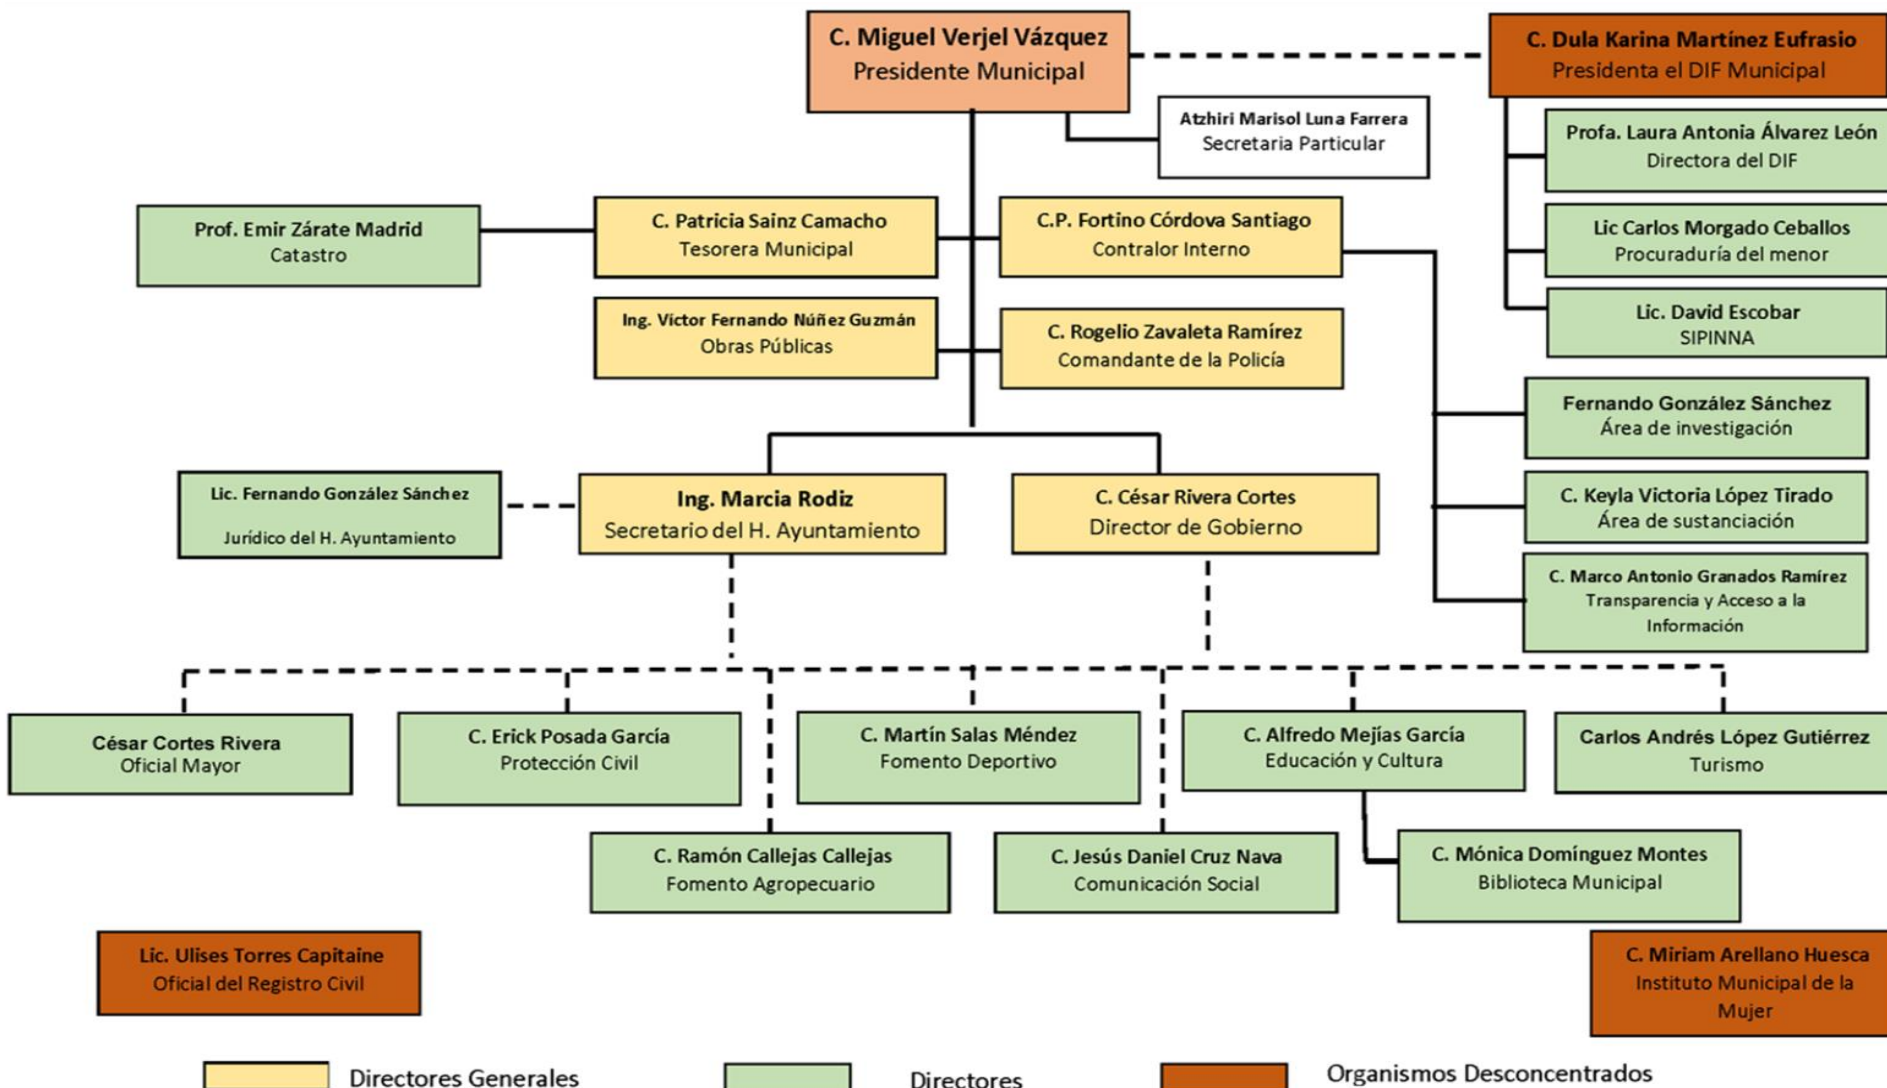 C. Miguel Verjel Vázquez
Presidente Municipal
C. Dula Karina Martínez Eufrasio
Presidenta el DIF Municipal
Atzhiri Marisol Luna Farrera
Secretaria Particular
Profa. Laura Antonia Álvarez León
Directora del DIF
Prof. Emir Zárate Madrid
Catastro
C. Patricia Sainz Camacho
Tesorera Municipal
C.P. Fortino Córdova Santiago
Contralor Interno
Lic Carlos Morgado Ceballos
Procuraduría del menor
Ing. Víctor Fernando Núñez Guzmán
Obras Públicas
C. Rogelio Zavaleta Ramírez
Comandante de la Policía
Lic. David Escobar
SIPINNA
Fernando González Sánchez
Área de investigación
Lic. Fernando González Sánchez
Jurídico del H. Ayuntamiento
Ing. Marcia Rodiz
Secretario del H. Ayuntamiento
C. César Rivera Cortes
Director de Gobierno
C. Keyla Victoria López Tirado
Área de sustanciación
C. Marco Antonio Granados Ramírez
Transparencia y Acceso a la
Información
César Cortes Rivera
Oficial Mayor
C. Erick Posada García
Protección Civil
C. Martín Salas Méndez
Fomento Deportivo
C. Alfredo Mejías García
Educación y Cultura
Carlos Andrés López Gutiérrez
Turismo
C. Ramón Callejas Callejas
Fomento Agropecuario
C. Jesús Daniel Cruz Nava
Comunicación Social
C. Mónica Domínguez Montes
Biblioteca Municipal
Lic. Ulises Torres Capitaine
Oficial del Registro Civil
C. Miriam Arellano Huesca
Instituto Municipal de la
Mujer
Directores Generales
Directores
Organismos Desconcentrados